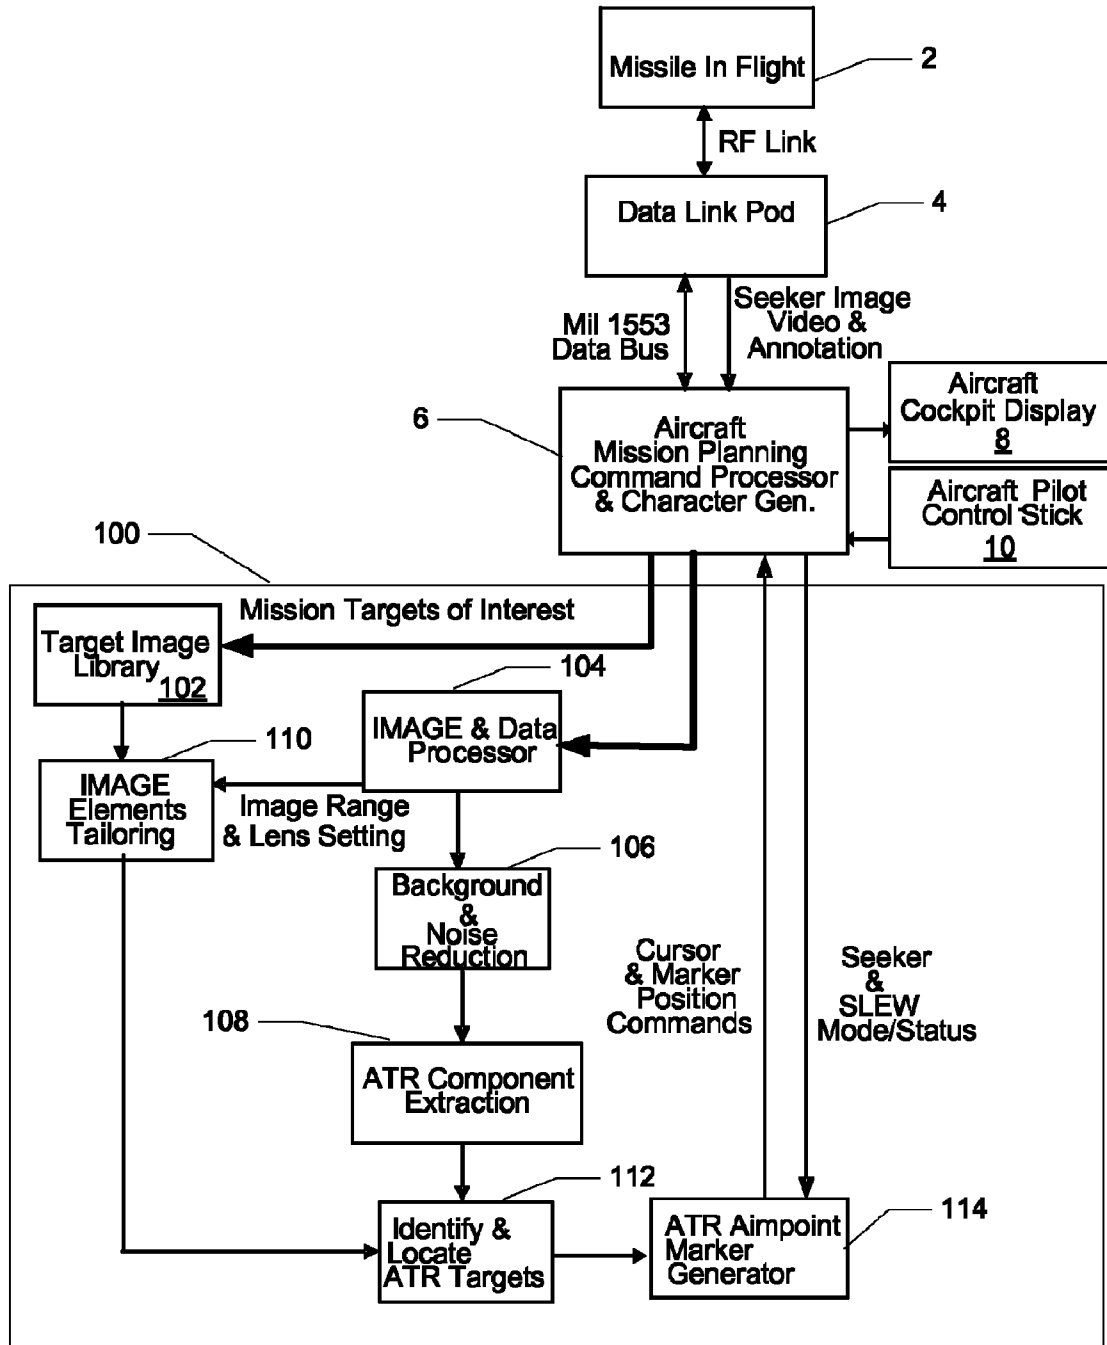 Missile In Flight
2
RF Link
Data Link Pod
4
Mil 1553
Data Bus
Seeker Image
Video &
Annotation
6
Aircraft
Mission Planning
Command Processor
& Character Gen.
Aircraft
Cockpit Display
8
Aircraft Pilot
Control Stick
10
100
Mission Targets of Interest
Target Image
Library
102
104
IMAGE & Data
Processor
110
IMAGE
Elements
Tailoring
Image Range
& Lens Setting
106
Background
&
Noise
Reduction
Cursor
& Marker
Position
Commands
Seeker
&
SLEW
Mode/Status
108
ATR Component
Extraction
112
Identify &
Locate
ATR Targets
ATR Aimpoint
Marker
Generator
114